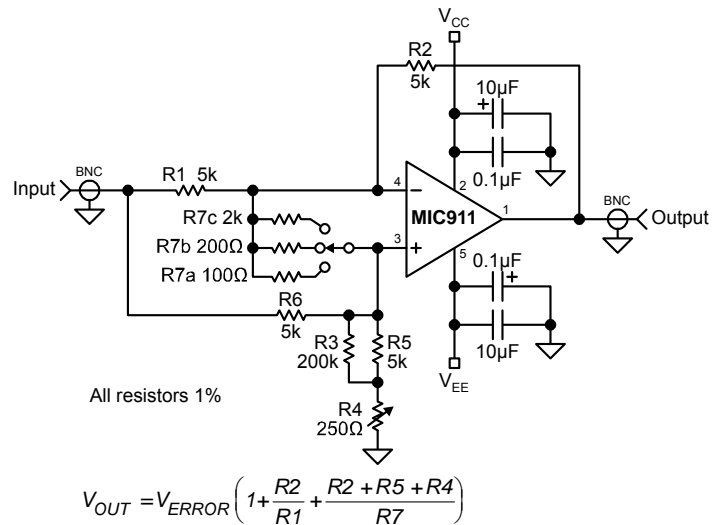 V_CC
R2
5k
10µF
+
0.1µF
BNC
R1 5k
Input
4
−
2
R7c 2k
MIC911
1
BNC
Output
R7b 200Ω
3
+
R7a 100Ω
5
0.1µF
+
R6
5k
R3
200k
R5
5k
10µF
V_EE
All resistors 1%
R4
250Ω
V_OUT = V_ERROR (1 + R2/R1 + (R2 + R5 + R4)/R7)